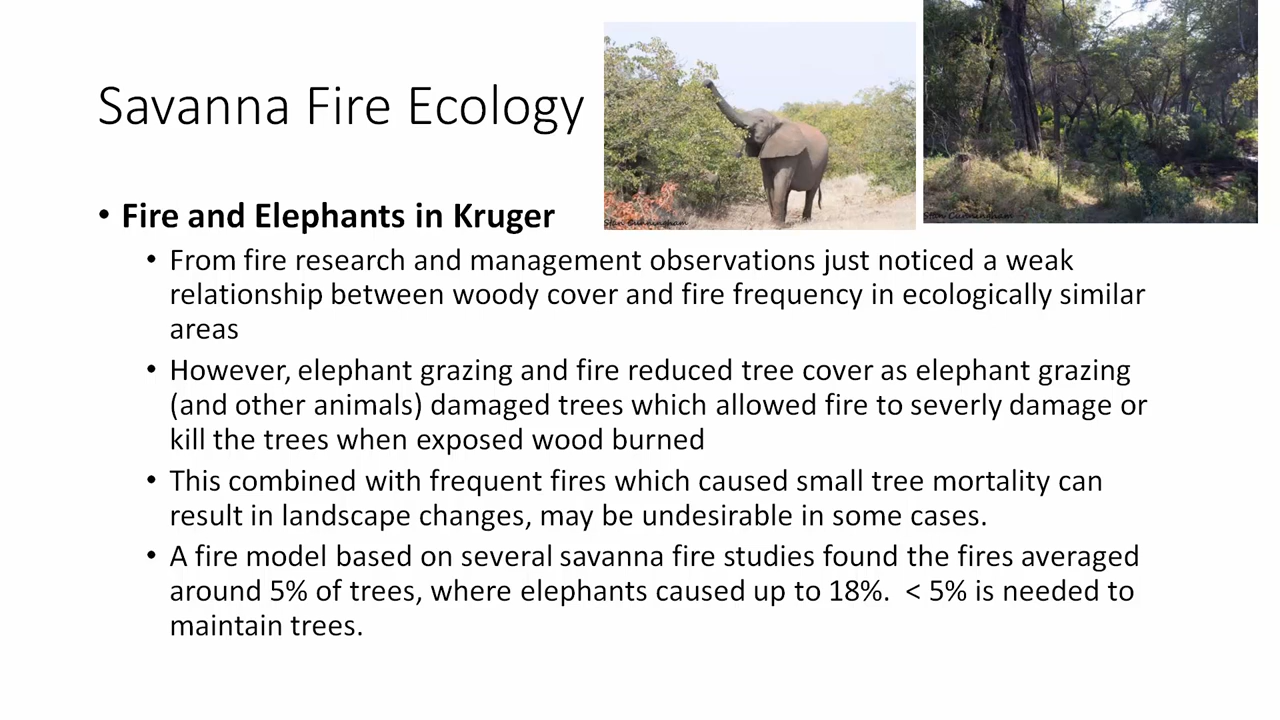 Savanna Fire Ecology
Stan Cunningham
Stan Cunningham
• Fire and Elephants in Kruger
• From fire research and management observations just noticed a weak
relationship between woody cover and fire frequency in ecologically similar
areas
• However, elephant grazing and fire reduced tree cover as elephant grazing
(and other animals) damaged trees which allowed fire to severly damage or
kill the trees when exposed wood burned
• This combined with frequent fires which caused small tree mortality can
result in landscape changes, may be undesirable in some cases.
• A fire model based on several savanna fire studies found the fires averaged
around 5% of trees, where elephants caused up to 18%.  < 5% is needed to
maintain trees.